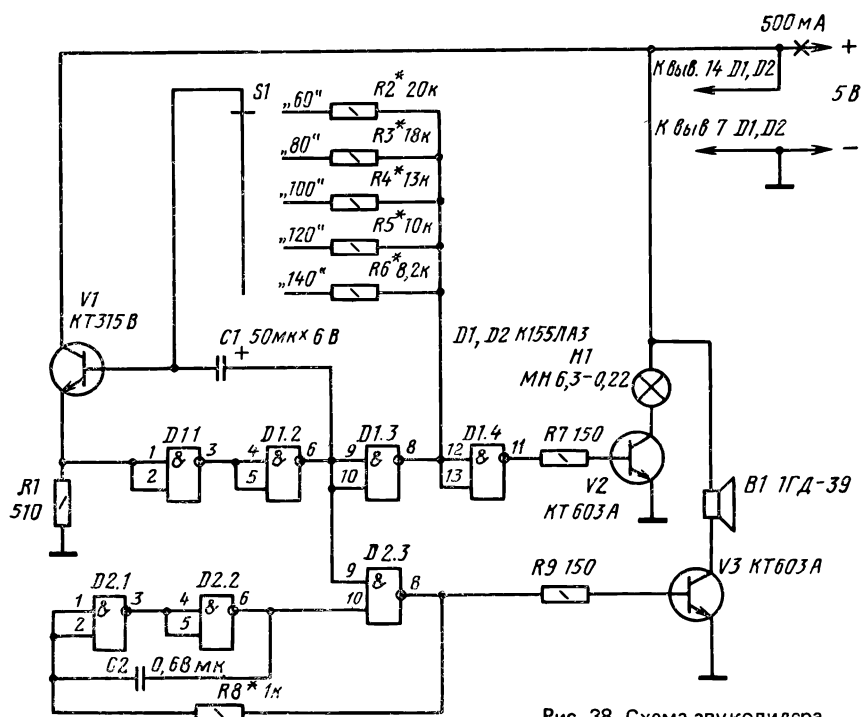 500мА
+
К выв. 14 D1, D2
5 В
К выв 7 D1, D2
–
S1
„60"
R2* 20к
„80"
R3* 18к
„100"
R4* 13к
„120"
R5* 10к
„140"
R6* 8,2к
V1
КТ315В
C1 50мк×6В
+
D1, D2 К155ЛА3
H1
МН 6,3–0,22
R1
510
D1.1
1
2
&
3
D1.2
4
5
&
6
D1.3
9
10
&
8
D1.4
12
13
&
11
R7 150
V2
КТ603А
B1 1ГД-39
D2.1
1
2
&
3
D2.2
4
5
&
6
D2.3
9
10
&
8
R9 150
V3 КТ603А
C2 0,68 мк
R8* 1к
Рис. 38. Схема звуколидера